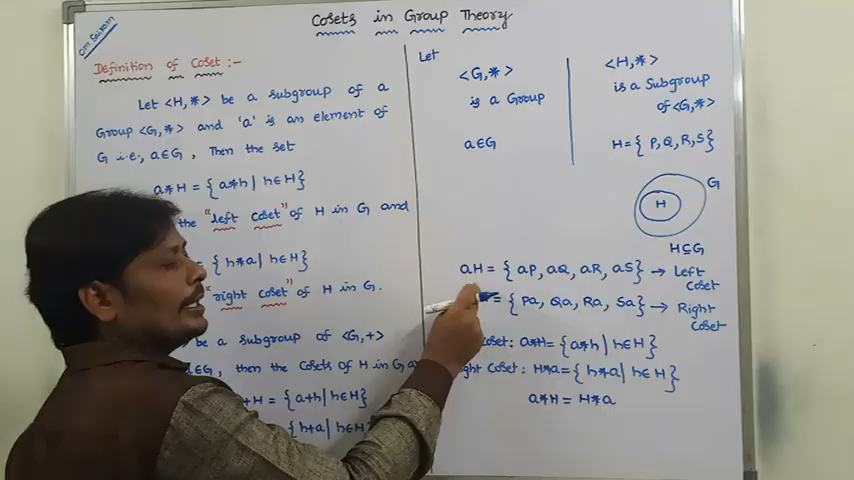 Cosets in Group Theory
Om Sairam
Definition of Coset :-
Let <H,*> be a subgroup of a
Group <G,*> and 'a' is an element of
G i.e., a∈G, Then the set
a*H = {a*h | h∈H}
the "left coset" of H in G and
= {h*a | h∈H}
"right coset" of H in G.
be a subgroup of <G,+>
∈G, then the Cosets of H in G
+H = {a+h | h∈H}
{h+a | h∈H}
Let
<G,*>
is a Group
a∈G
<H,*>
is a Subgroup
of <G,*>
H = {P,Q,R,S}
G
H
H⊆G
aH = {aP, aQ, aR, aS} → Left Coset
= {Pa, Qa, Ra, Sa} → Right Coset
Coset: a*H = {a*h | h∈H}
ght Coset: H*a = {h*a | h∈H}
a*H = H*a